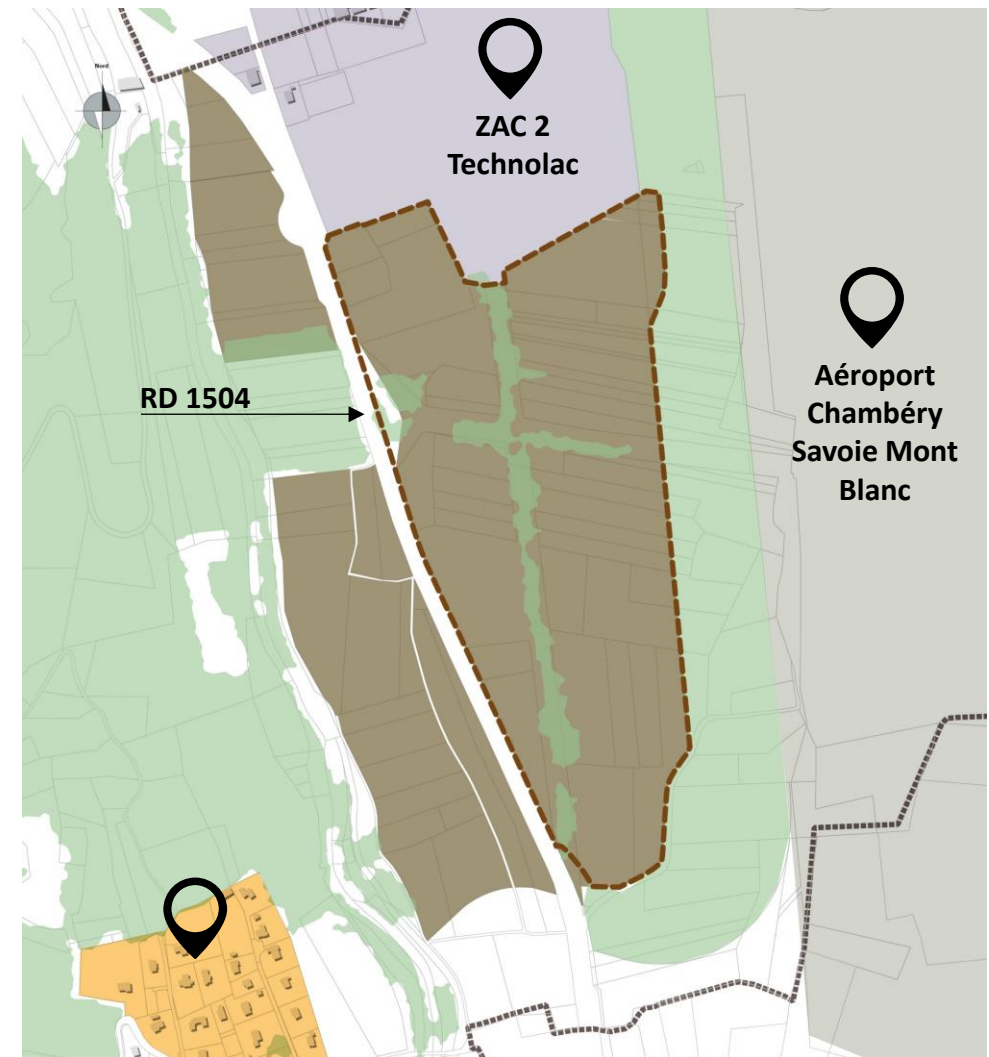 Nord
ZAC 2
Technolac
RD 1504
Aéroport
Chambéry
Savoie Mont
Blanc